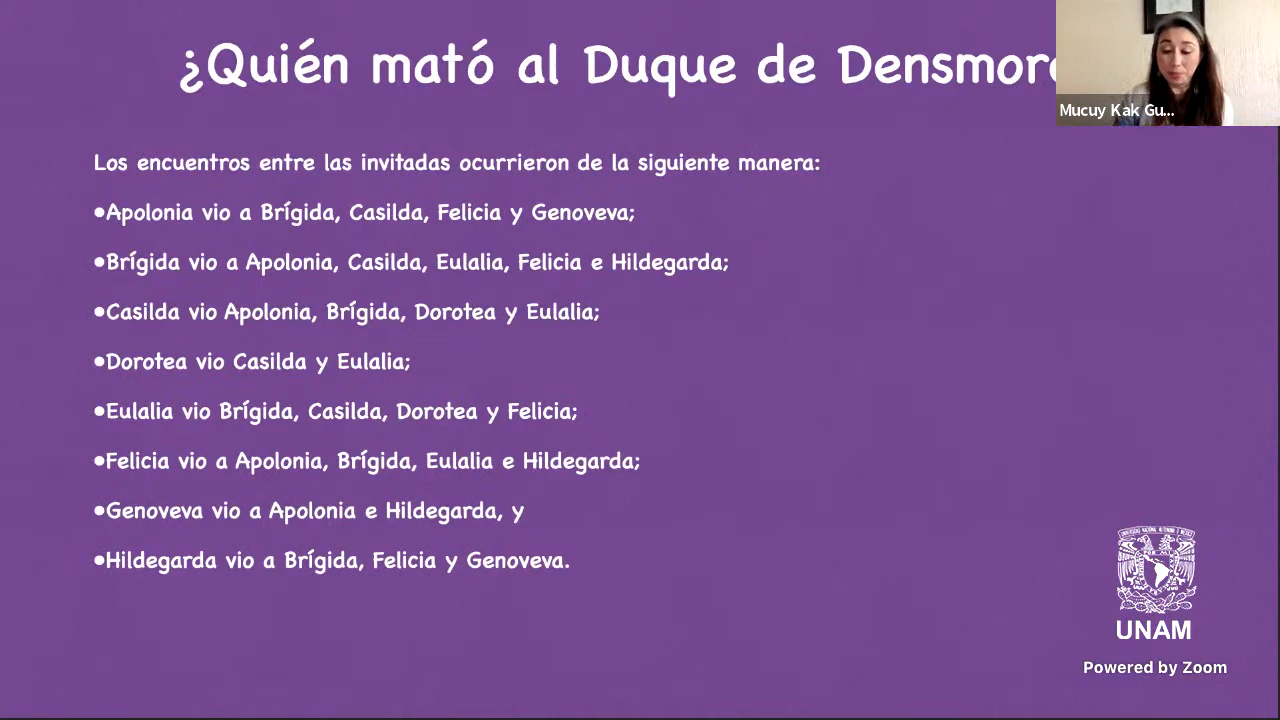 ¿Quién mató al Duque de Densmore
Los encuentros entre las invitadas ocurrieron de la siguiente manera:
•Apolonia vio a Brígida, Casilda, Felicia y Genoveva;
•Brígida vio a Apolonia, Casilda, Eulalia, Felicia e Hildegarda;
•Casilda vio Apolonia, Brígida, Dorotea y Eulalia;
•Dorotea vio Casilda y Eulalia;
•Eulalia vio Brígida, Casilda, Dorotea y Felicia;
•Felicia vio a Apolonia, Brígida, Eulalia e Hildegarda;
•Genoveva vio a Apolonia e Hildegarda, y
•Hildegarda vio a Brígida, Felicia y Genoveva.
Mucuy Kak Gu...
UNAM
Powered by Zoom